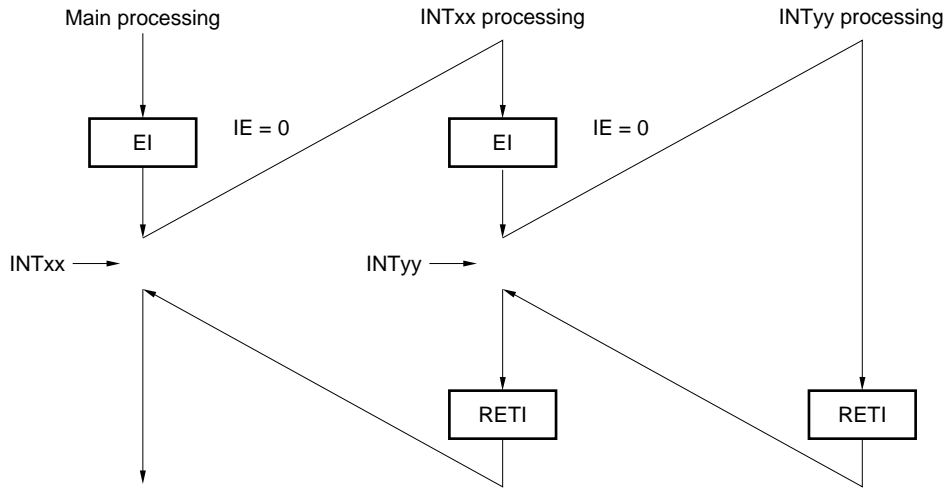 Main processing
INTxx processing
INTyy processing
EI
IE = 0
EI
IE = 0
INTxx
INTyy
RETI
RETI